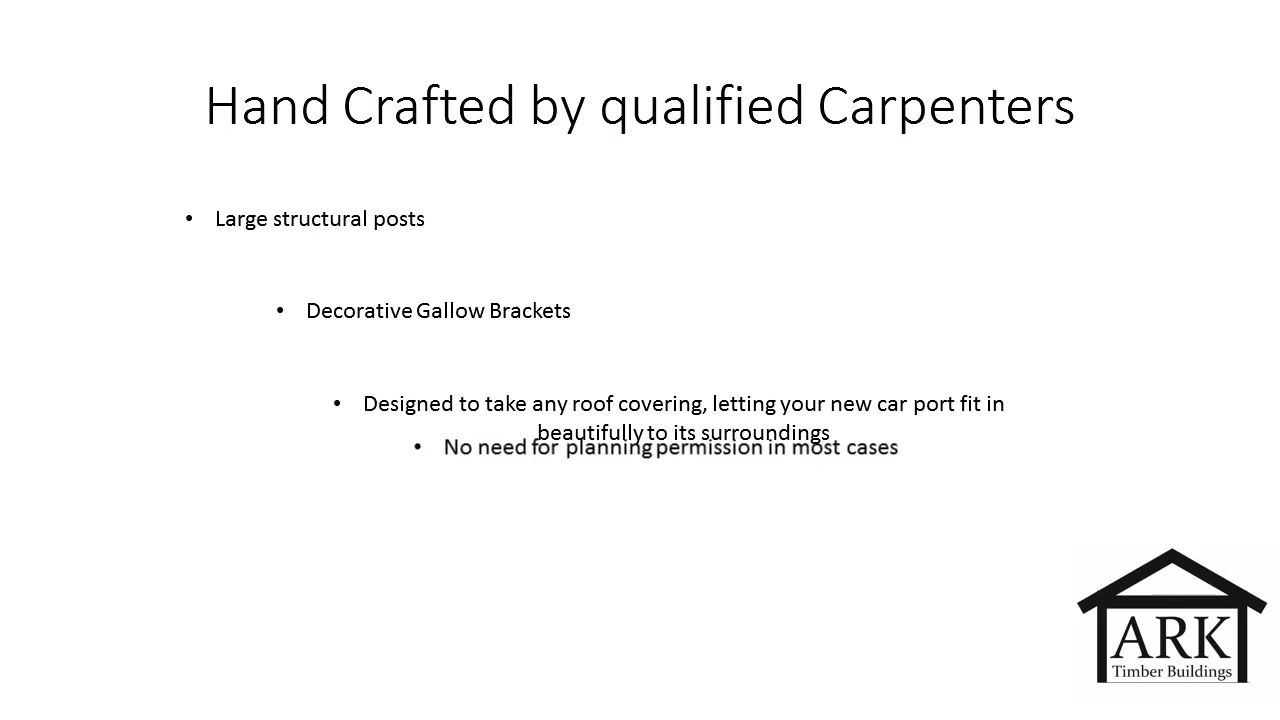 Hand Crafted by qualified Carpenters
• Large structural posts
• Decorative Gallow Brackets
• Designed to take any roof covering, letting your new car port fit in
beautifully to its surroundings
• No need for planning permission in most cases
ARK
Timber Buildings